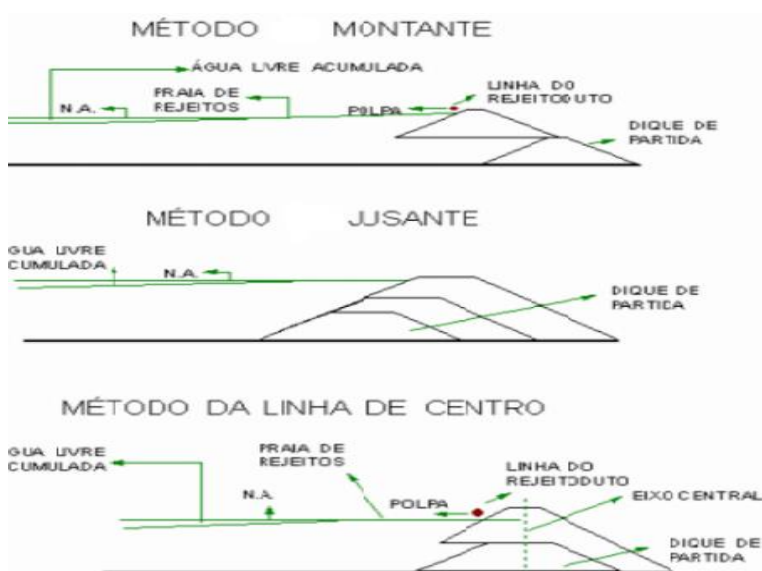 MÉTODO MONTANTE
ÁGUA LIVRE ACUMULADA
N.A.
PRAIA DE
REJEITOS
POLPA
LINHA DO
REJEITODUTO
DIQUE DE
PARTIDA
MÉTODO JUSANTE
GUA LIVRE
CUMULADA
N.A.
DIQUE DE
PARTIDA
MÉTODO DA LINHA DE CENTRO
GUA LIVRE
CUMULADA
PRAIA DE
REJEITOS
N.A.
POLPA
LINHA DO
REJEITODUTO
EIXO CENTRAL
DIQUE DE
PARTIDA